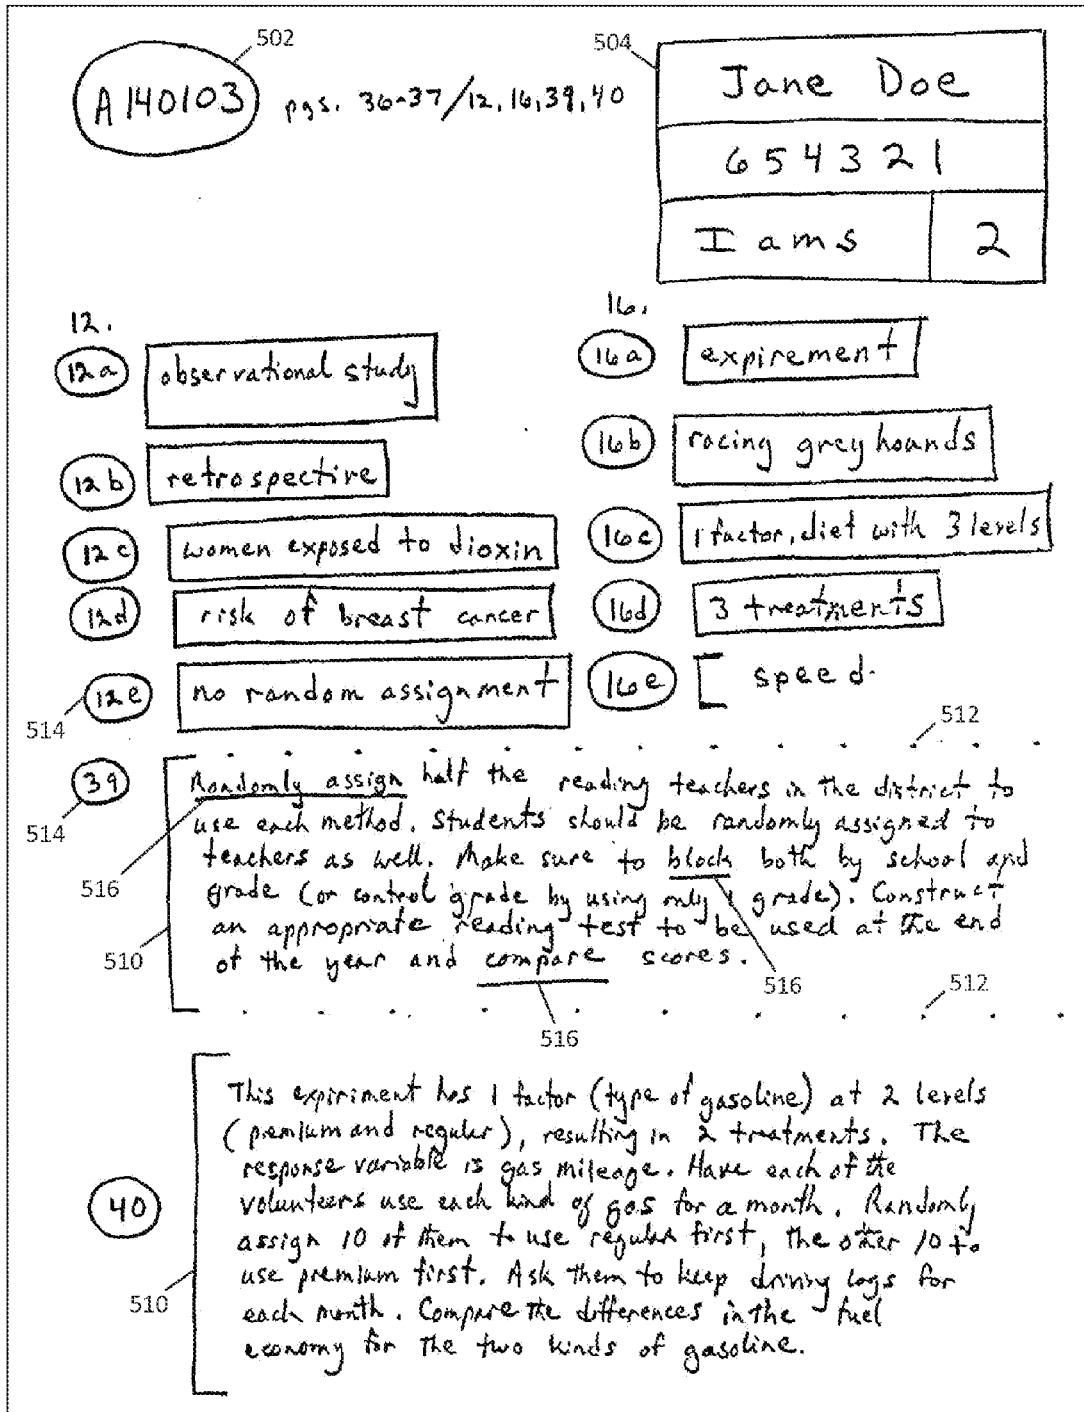 502
504
A140103 pgs. 36-37/12,16,39,40
Jane Doe
654321
Iams 2
12.
12a observational study
12b retrospective
12c women exposed to dioxin
12d risk of breast cancer
514 12e no random assignment
16.
16a expirement
16b racing greyhounds
16c 1 factor, diet with 3 levels
16d 3 treatments
16e speed
512
39 Randomly assign half the reading teachers in the district to
514 use each method. Students should be randomly assigned to
teachers as well. Make sure to block both by school and
516 grade (or control grade by using only 1 grade). Construct
an appropriate reading test to be used at the end
510 of the year and compare scores.
516
512
516
This expiriment has 1 factor (type of gasoline) at 2 levels
(premium and regular), resulting in 2 treatments. The
response variable is gas mileage. Have each of the
40 volunteers use each kind of gas for a month. Randomly
assign 10 of them to use regular first, the other 10 to
use premium first. Ask them to keep driving logs for
510 each month. Compare the differences in the fuel
economy for the two kinds of gasoline.